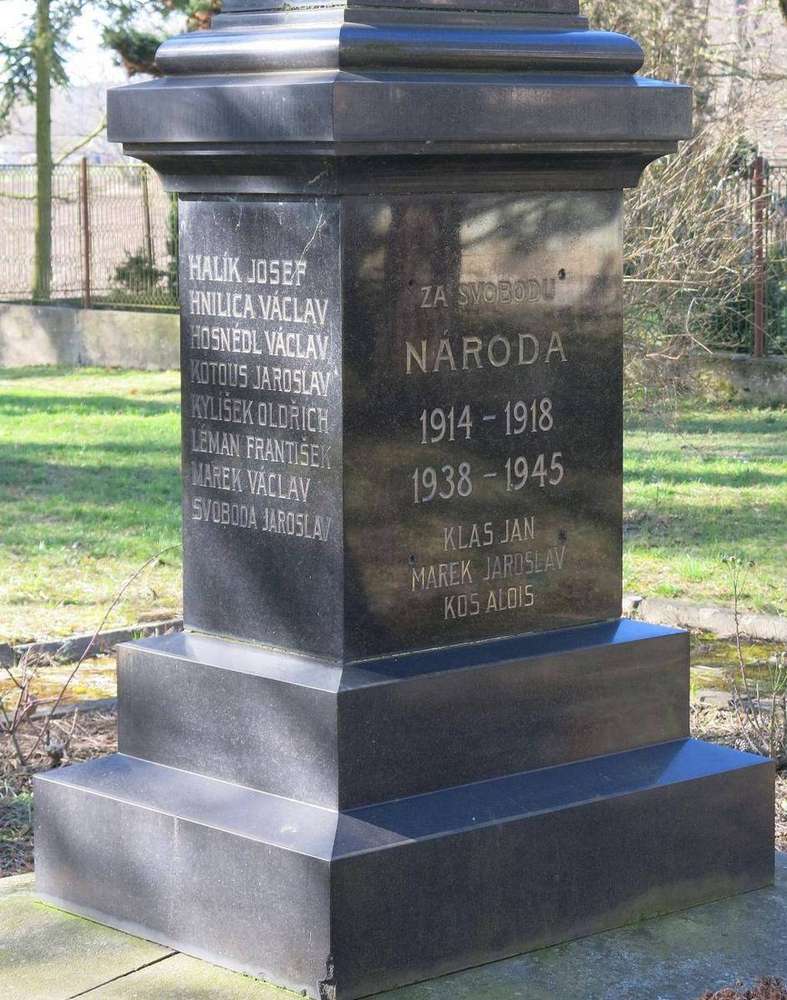 HALÍK JOSEF
HNILICA VÁCLAV
HOSNEDL VÁCLAV
KOTOUS JAROSLAV
KYLÍŠEK OLDŘICH
LÉMAN FRANTIŠEK
MAREK VÁCLAV
SVOBODA JAROSLAV
ZA SVOBODU
NÁRODA
1914 - 1918
1938 - 1945
KLAS JAN
MAREK JAROSLAV
KOS ALOIS